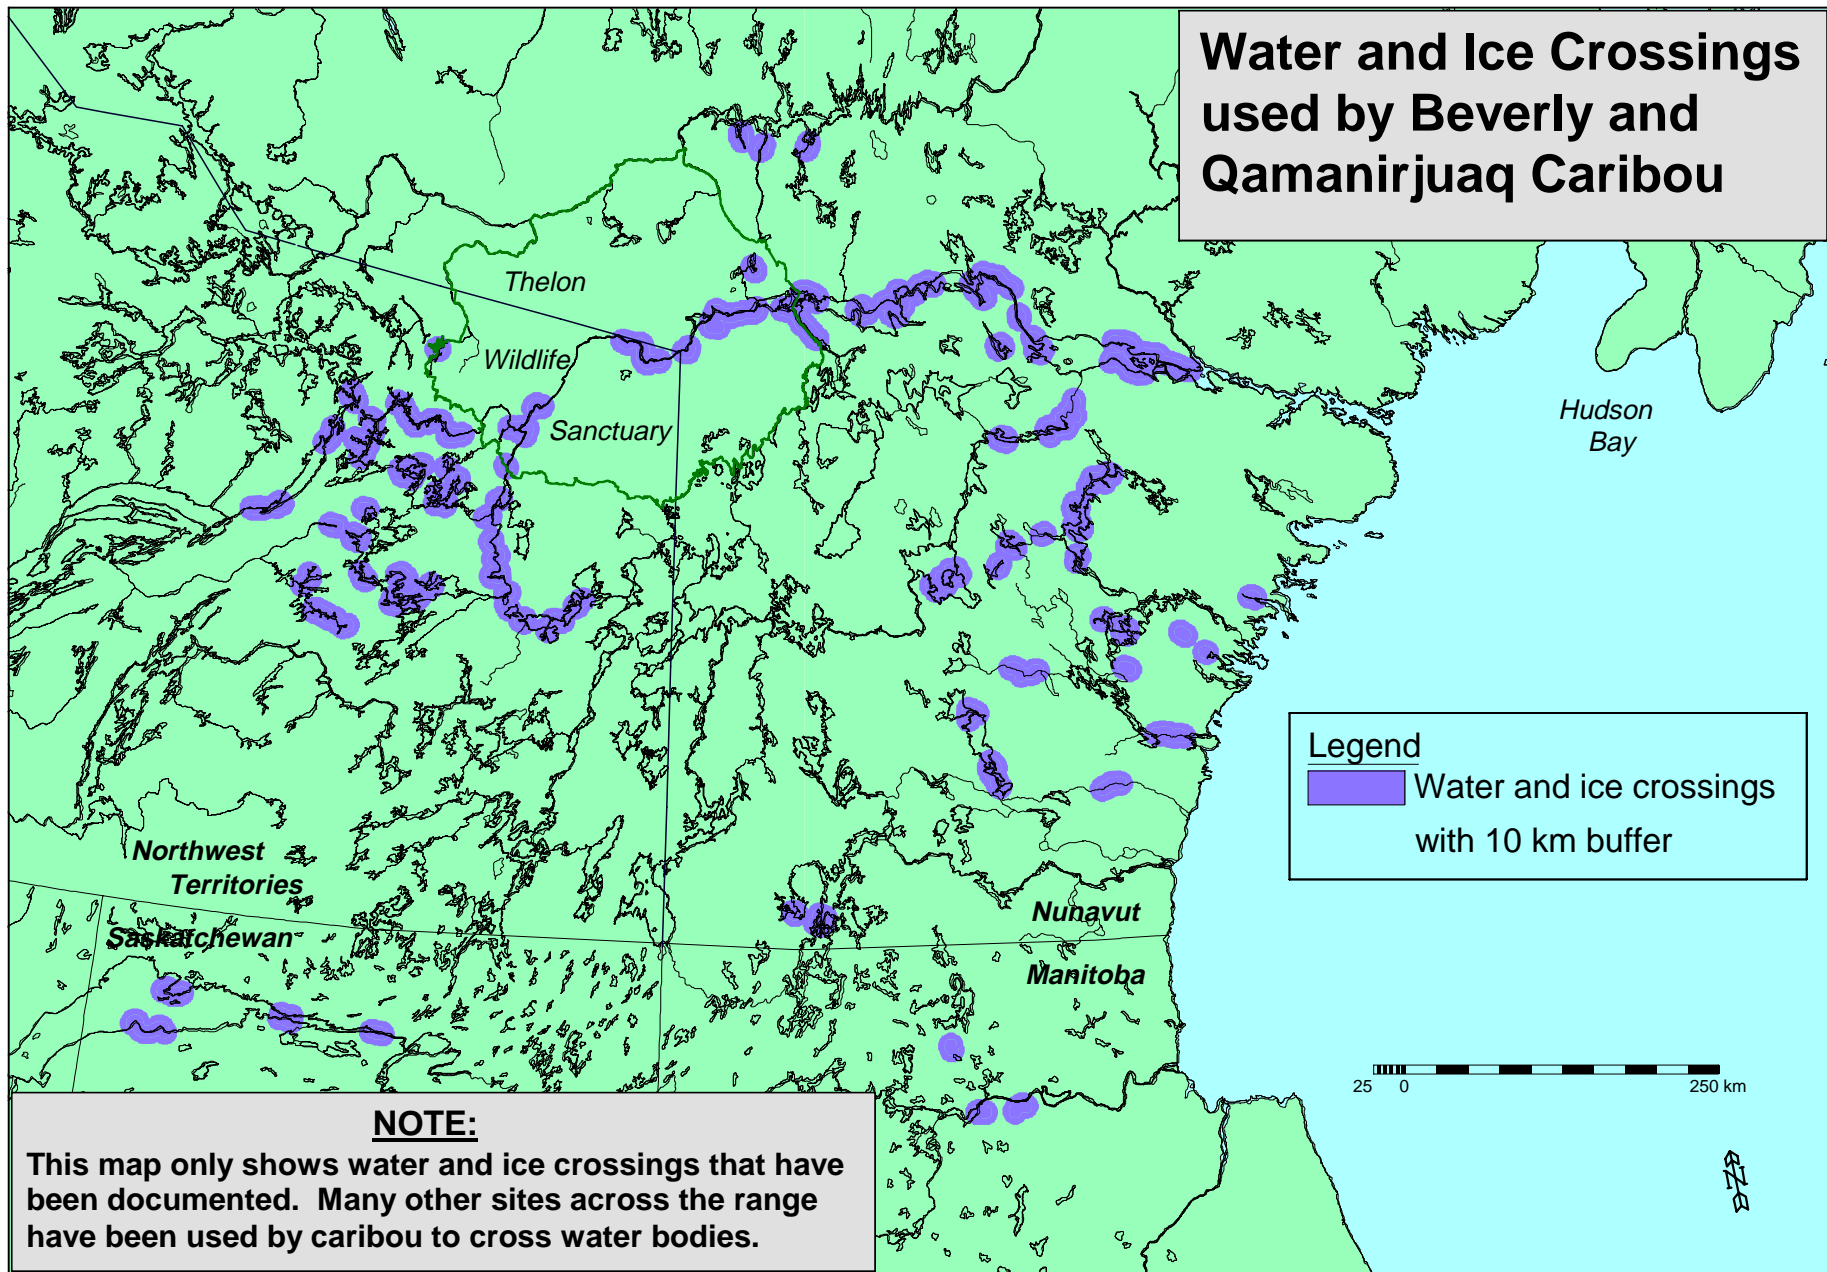 Water and Ice Crossings
used by Beverly and
Qamanirjuaq Caribou
Thelon
Wildlife
Sanctuary
Hudson
Bay
Legend
Water and ice crossings
with 10 km buffer
Northwest
Territories
Saskatchewan
Nunavut
Manitoba
25 0 250 km
N
NOTE:
This map only shows water and ice crossings that have
been documented. Many other sites across the range
have been used by caribou to cross water bodies.